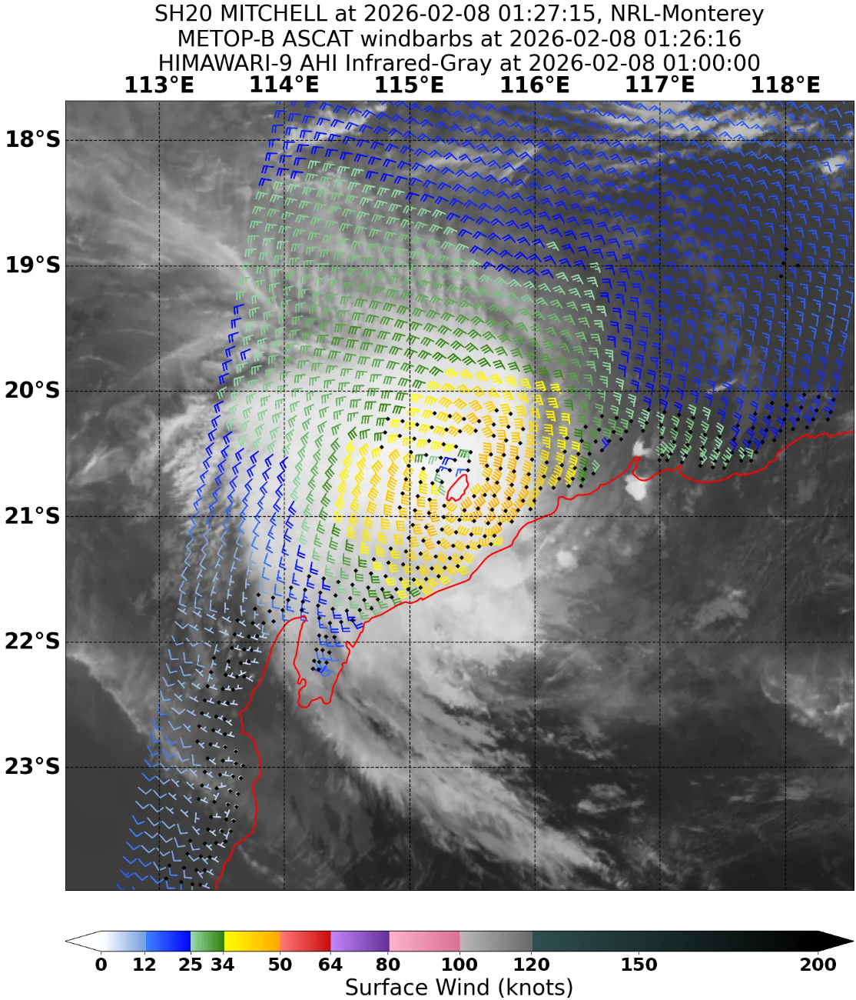 SH20 MITCHELL at 2026-02-08 01:27:15, NRL-Monterey
METOP-B ASCAT windbarbs at 2026-02-08 01:26:16
HIMAWARI-9 AHI Infrared-Gray at 2026-02-08 01:00:00
113°E 114°E 115°E 116°E 117°E 118°E
18°S
19°S
20°S
21°S
22°S
23°S
0 12 25 34 50 64 80 100 120 150 200
Surface Wind (knots)